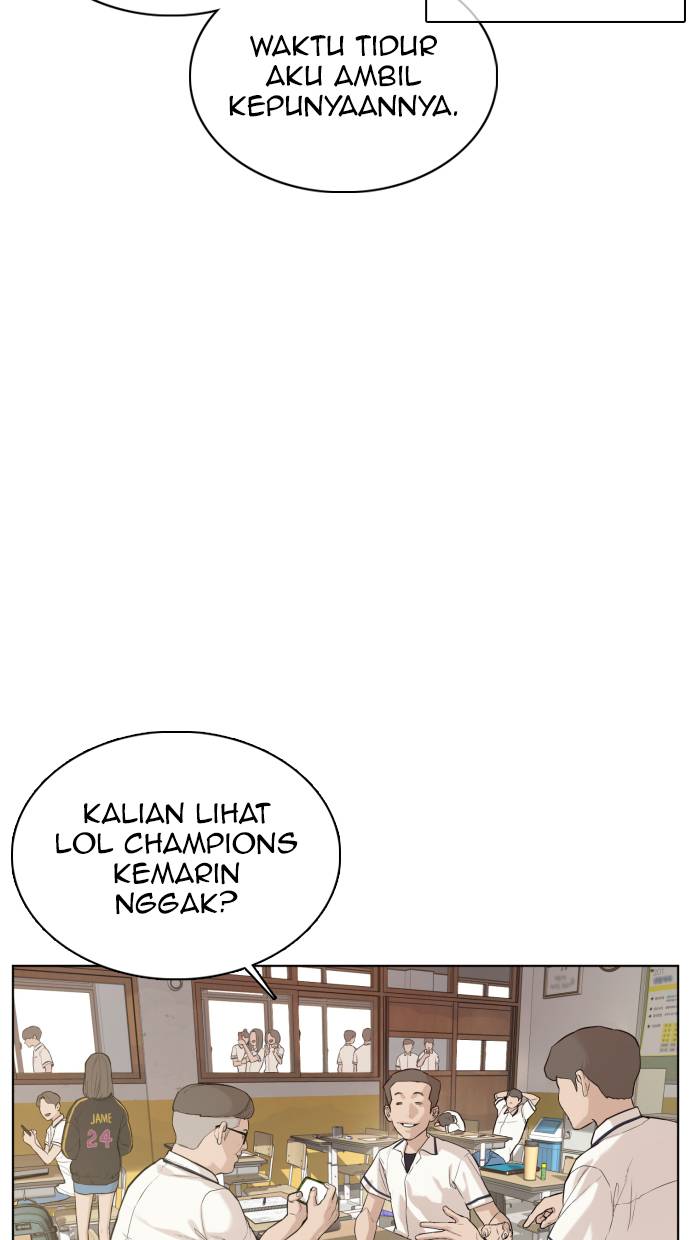 WAKTU TIDUR
AKU AMBIL
KEPUNYAANNYA.
KALIAN LIHAT
LOL CHAMPIONS
KEMARIN
NGGAK?
JAME
24